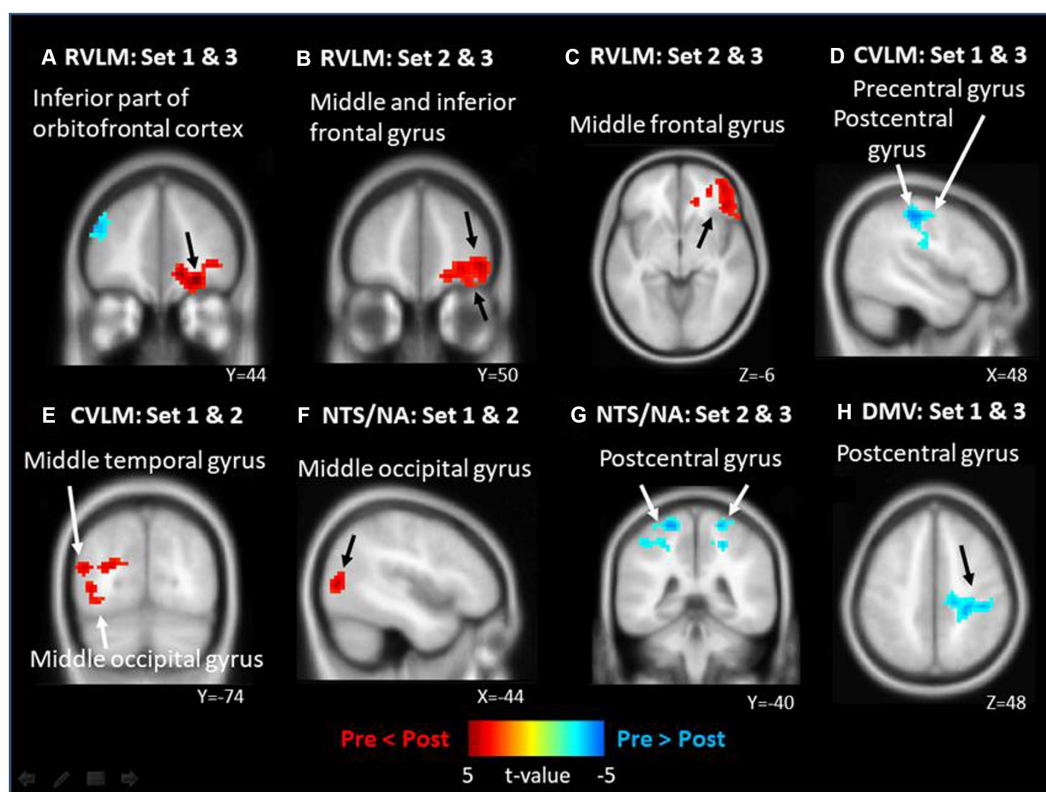 A RVLM: Set 1 & 3
Inferior part of
orbitofrontal cortex
Y=44
B RVLM: Set 2 & 3
Middle and inferior
frontal gyrus
Y=50
C RVLM: Set 2 & 3
Middle frontal gyrus
Z=-6
D CVLM: Set 1 & 3
Precentral gyrus
Postcentral
gyrus
X=48
E CVLM: Set 1 & 2
Middle temporal gyrus
Middle occipital gyrus
Y=-74
F NTS/NA: Set 1 & 2
Middle occipital gyrus
X=-44
G NTS/NA: Set 2 & 3
Postcentral gyrus
Y=-40
H DMV: Set 1 & 3
Postcentral gyrus
Z=48
Pre < Post Pre > Post
5 t-value -5